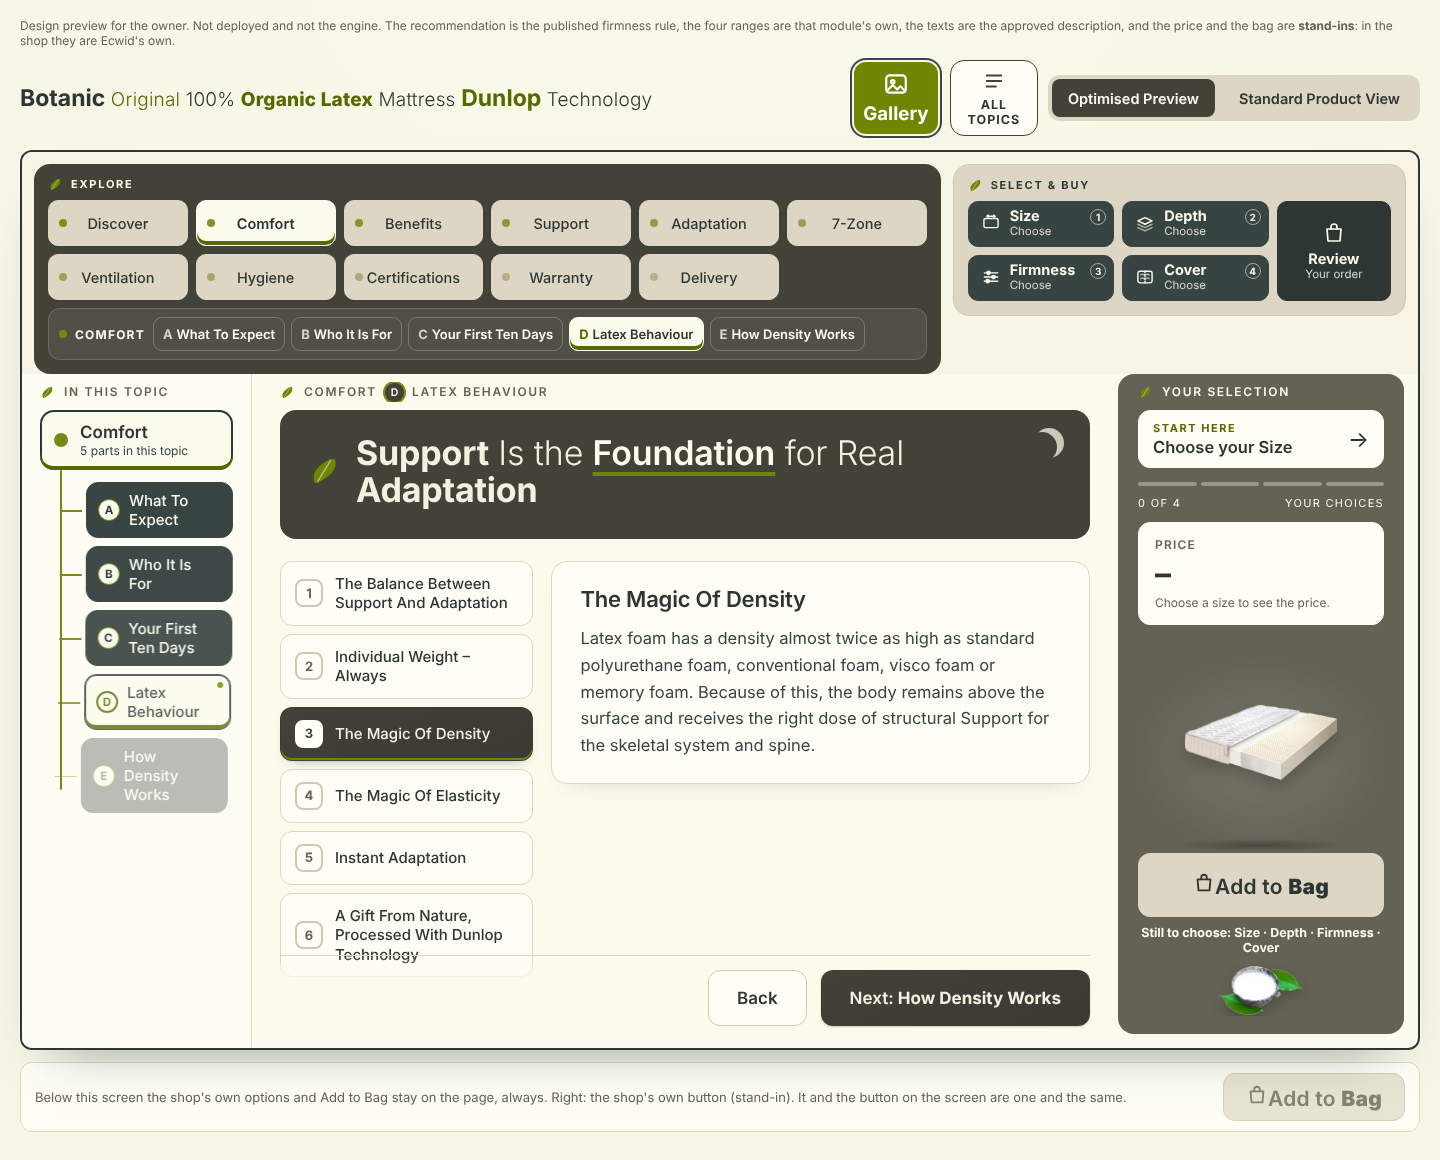 Design preview for the owner. Not deployed and not the engine. The recommendation is the published firmness rule, the four ranges are that module's own, the texts are the approved description, and the price and the bag are stand-ins: in the
shop they are Ecwid's own.
Botanic Original 100% Organic Latex Mattress Dunlop Technology
Gallery
ALL
TOPICS
Optimised Preview
Standard Product View
EXPLORE
Discover
Comfort
Benefits
Support
Adaptation
7-Zone
Ventilation
Hygiene
Certifications
Warranty
Delivery
COMFORT
A What To Expect
B Who It Is For
C Your First Ten Days
D Latex Behaviour
E How Density Works
SELECT & BUY
Size
Choose
1
Depth
Choose
2
Firmness
Choose
3
Cover
Choose
4
Review
Your order
IN THIS TOPIC
Comfort
5 parts in this topic
A
What To
Expect
B
Who It Is
For
C
Your First
Ten Days
D
Latex
Behaviour
E
How
Density
Works
COMFORT D LATEX BEHAVIOUR
Support Is the Foundation for Real
Adaptation
1
The Balance Between
Support And Adaptation
2
Individual Weight –
Always
3
The Magic Of Density
4
The Magic Of Elasticity
5
Instant Adaptation
6
A Gift From Nature,
Processed With Dunlop
Technology
The Magic Of Density
Latex foam has a density almost twice as high as standard
polyurethane foam, conventional foam, visco foam or
memory foam. Because of this, the body remains above the
surface and receives the right dose of structural Support for
the skeletal system and spine.
Back
Next: How Density Works
YOUR SELECTION
START HERE
Choose your Size
0 OF 4
YOUR CHOICES
PRICE
–
Choose a size to see the price.
Add to Bag
Still to choose: Size · Depth · Firmness ·
Cover
Below this screen the shop's own options and Add to Bag stay on the page, always. Right: the shop's own button (stand-in). It and the button on the screen are one and the same.
Add to Bag